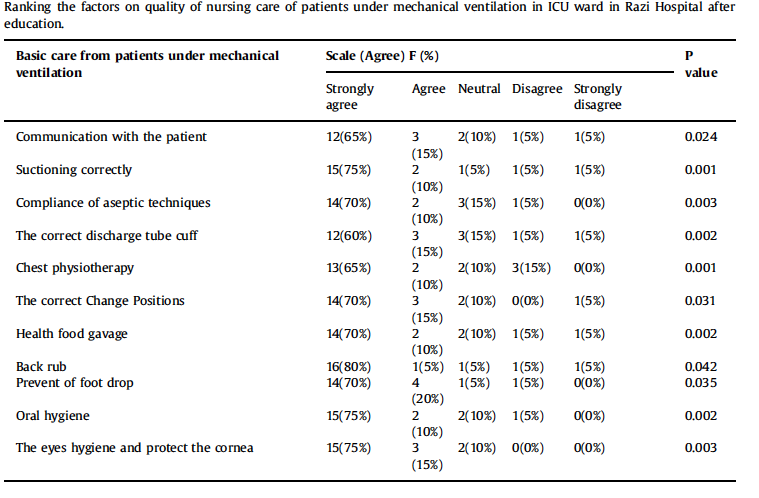 Ranking the factors on quality of nursing care of patients under mechanical ventilation in ICU ward in Razi Hospital after
education.
Basic care from patients under mechanical ventilation Scale (Agree) F (%) P value
Strongly agree Agree Neutral Disagree Strongly disagree
Communication with the patient 12(65%) 3 (15%) 2(10%) 1(5%) 1(5%) 0.024
Suctioning correctly 15(75%) 2 (10%) 1(5%) 1(5%) 1(5%) 0.001
Compliance of aseptic techniques 14(70%) 2 (10%) 3(15%) 1(5%) 0(0%) 0.003
The correct discharge tube cuff 12(60%) 3 (15%) 3(15%) 1(5%) 1(5%) 0.002
Chest physiotherapy 13(65%) 2 (10%) 2(10%) 3(15%) 0(0%) 0.001
The correct Change Positions 14(70%) 3 (15%) 2(10%) 0(0%) 1(5%) 0.031
Health food gavage 14(70%) 2 (10%) 2(10%) 1(5%) 1(5%) 0.002
Back rub 16(80%) 1(5%) 1(5%) 1(5%) 1(5%) 0.042
Prevent of foot drop 14(70%) 4 (20%) 1(5%) 1(5%) 0(0%) 0.035
Oral hygiene 15(75%) 2 (10%) 2(10%) 1(5%) 0(0%) 0.002
The eyes hygiene and protect the cornea 15(75%) 3 (15%) 2(10%) 0(0%) 0(0%) 0.003